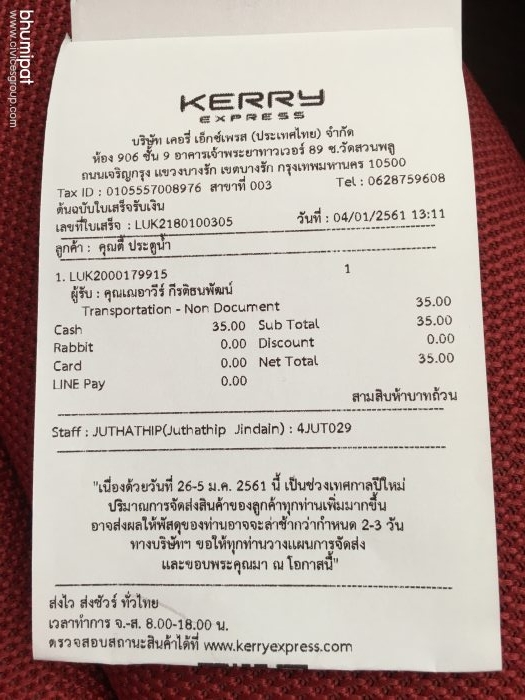 bhumipat
www.civicesgroup.com
KERRY
EXPRESS
บริษัท เคอรี่ เอ็กซ์เพรส (ประเทศไทย) จำกัด
ห้อง 906 ชั้น 9 อาคารเจ้าพระยาทาวเวอร์ 89 ซ.วัดสวนพลู
ถนนเจริญกรุง แขวงบางรัก เขตบางรัก กรุงเทพมหานคร 10500
Tax ID : 0105557008976 สาขาที่ 003 Tel : 0628759608
ต้นฉบับใบเสร็จรับเงิน
เลขที่ใบเสร็จ : LUK2180100305 วันที่ : 04/01/2561 13:11
ลูกค้า : คุณตี้ ประตูน้ำ
1. LUK2000179915 1
ผู้รับ : คุณเฌอาวีร์ กีรติธนพัฒน์
Transportation - Non Document 35.00
Cash 35.00 Sub Total 35.00
Rabbit 0.00 Discount 0.00
Card 0.00 Net Total 35.00
LINE Pay 0.00
สามสิบห้าบาทถ้วน
Staff : JUTHATHIP(Juthathip Jindain) : 4JUT029
"เนื่องด้วยวันที่ 26-5 ม.ค. 2561 นี้ เป็นช่วงเทศกาลปีใหม่
ปริมาณการจัดส่งสินค้าของลูกค้าทุกท่านเพิ่มมากขึ้น
อาจส่งผลให้พัสดุของท่านอาจจะล่าช้ากว่ากำหนด 2-3 วัน
ทางบริษัทฯ ขอให้ทุกท่านวางแผนการจัดส่ง
และขอบพระคุณมา ณ โอกาสนี้"
ส่งไว ส่งชัวร์ ทั่วไทย
เวลาทำการ จ.-ส. 8.00-18.00 น.
ตรวจสอบสถานะสินค้าได้ที่ www.kerryexpress.com